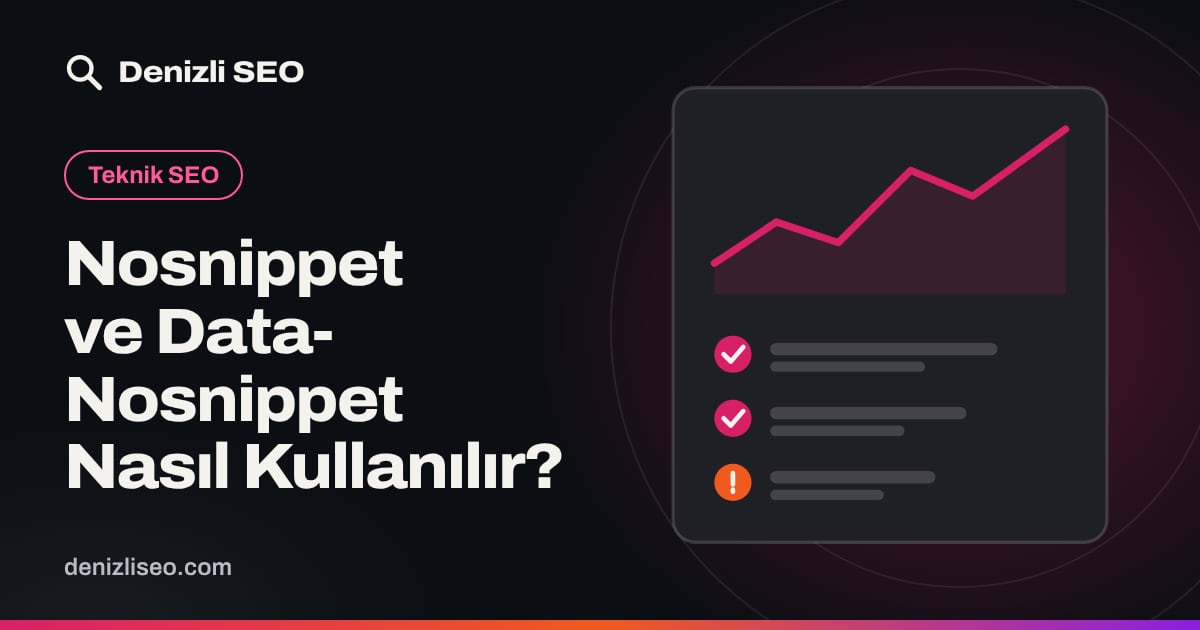 Denizli SEO
Teknik SEO
Nosnippet
ve Data-
Nosnippet
Nasıl Kullanılır?
denizliseo.com